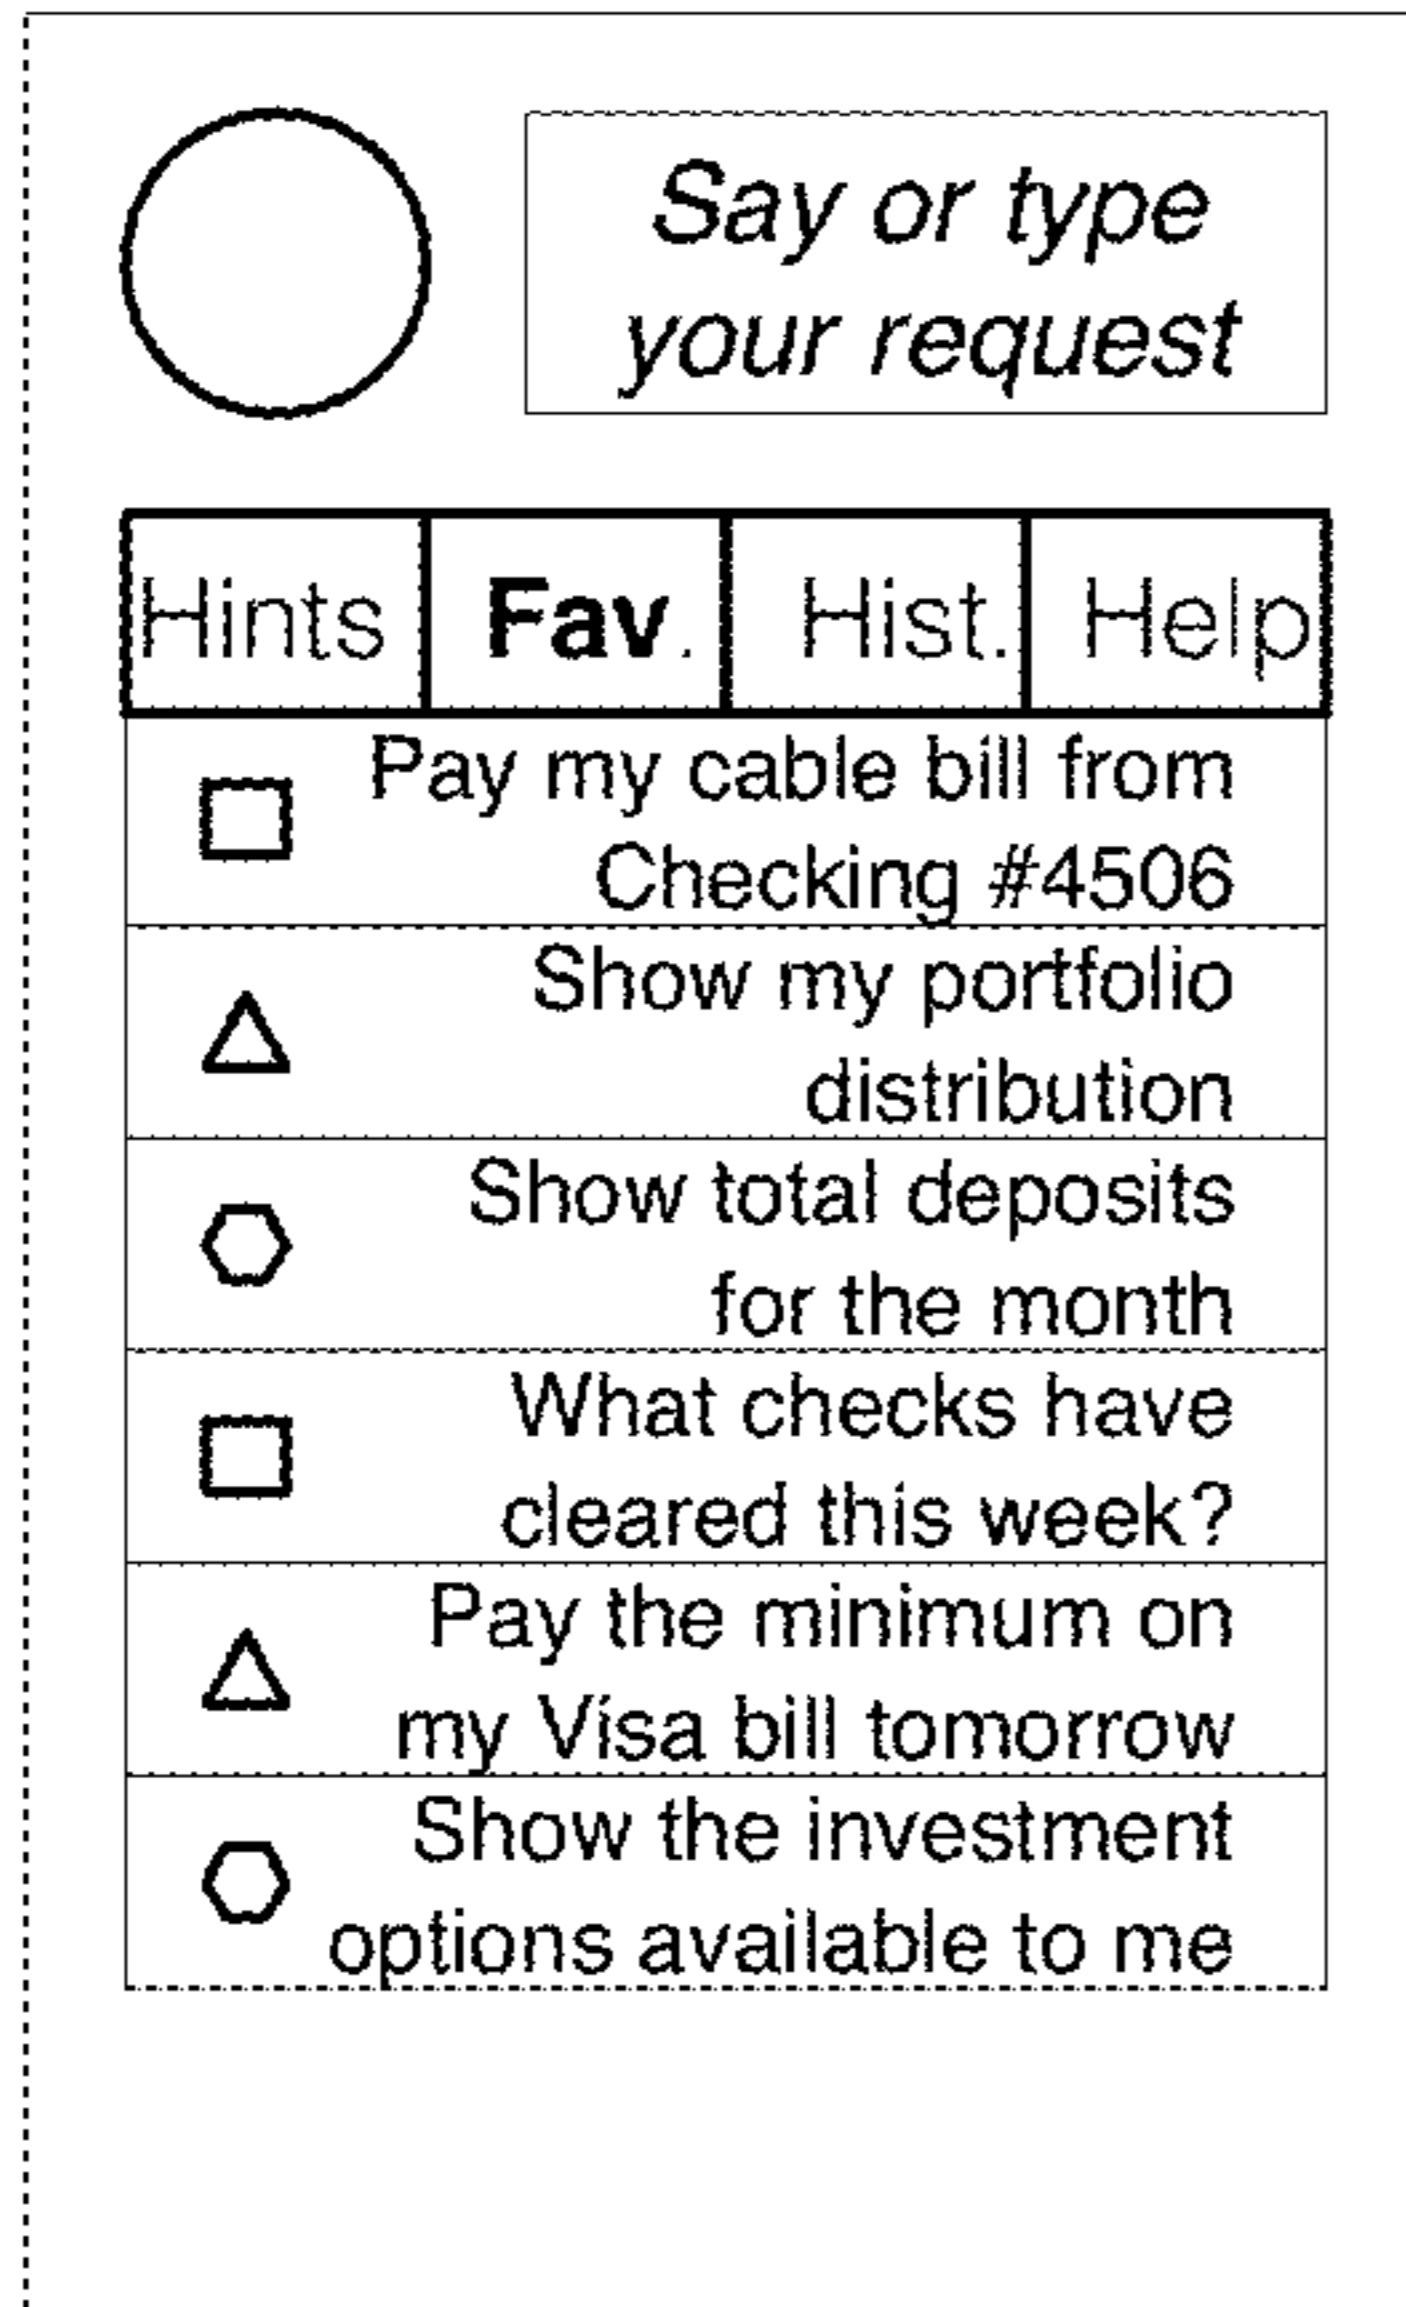 Say or type
your request
Hints Fav. Hist. Help
Pay my cable bill from
Checking #4506
Show my portfolio
distribution
Show total deposits
for the month
What checks have
cleared this week?
Pay the minimum on
my Visa bill tomorrow
Show the investment
options available to me